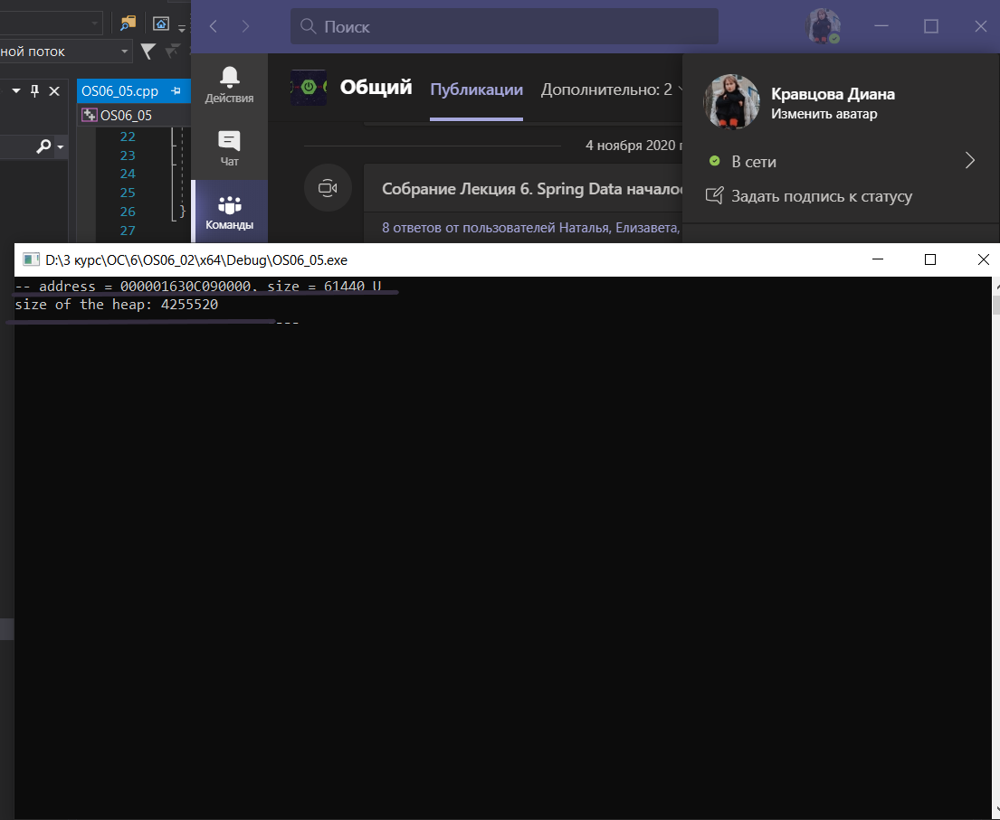 Поиск
ной поток
OS06_05.cpp
OS06_05
22
23
24
25
26
}
27
Действия
Чат
Команды
Общий
Публикации
Дополнительно: 2
4 ноября 2020
Собрание Лекция 6. Spring Data
8 ответов от пользователей Наталья, Елизавета,
Кравцова Диана
Изменить аватар
В сети
Задать подпись к статусу
D:\3 курс\ОС\6\OS06_02\x64\Debug\OS06_05.exe
-- address = 000001630C090000, size = 61440 U
size of the heap: 4255520
---